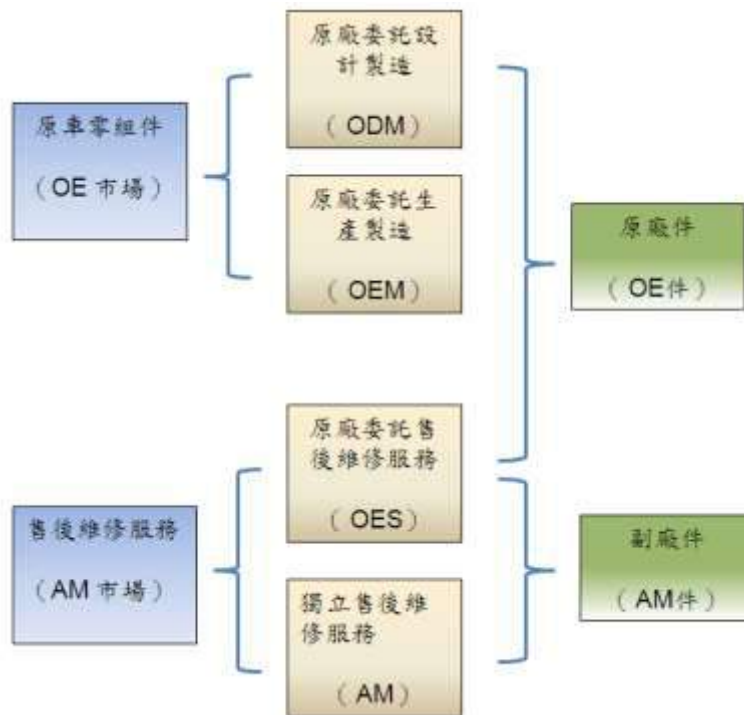 原車零組件
（OE 市場）
原廠委託設
計製造
（ODM）
原廠委託生
產製造
（OEM）
原廠件
（OE件）
售後維修服務
（AM 市場）
原廠委託售
後維修服務
（OES）
獨立售後維
修服務
（AM）
副廠件
（AM件）